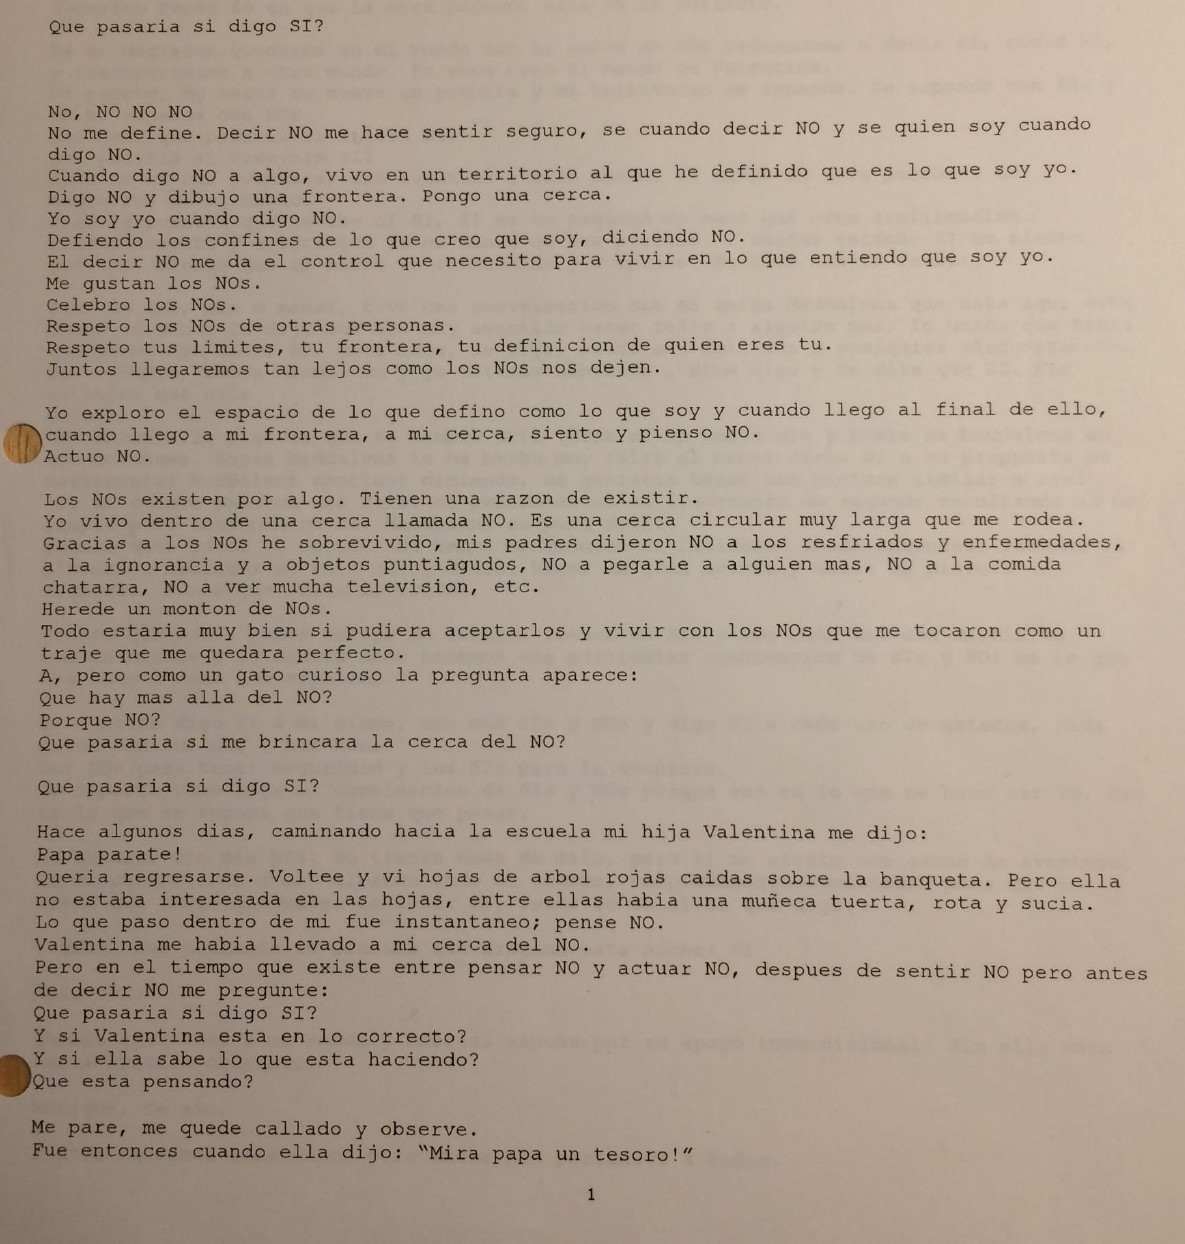 Que pasaria si digo SI?
No, NO NO NO
No me define. Decir NO me hace sentir seguro, se cuando decir NO y se quien soy cuando
digo NO.
Cuando digo NO a algo, vivo en un territorio al que he definido que es lo que soy yo.
Digo NO y dibujo una frontera. Pongo una cerca.
Yo soy yo cuando digo NO.
Defiendo los confines de lo que creo que soy, diciendo NO.
El decir NO me da el control que necesito para vivir en lo que entiendo que soy yo.
Me gustan los NOs.
Celebro los NOs.
Respeto los NOs de otras personas.
Respeto tus limites, tu frontera, tu definicion de quien eres tu.
Juntos llegaremos tan lejos como los NOs nos dejen.
Yo exploro el espacio de lo que defino como lo que soy y cuando llego al final de ello,
cuando llego a mi frontera, a mi cerca, siento y pienso NO.
Actuo NO.
Los NOs existen por algo. Tienen una razon de existir.
Yo vivo dentro de una cerca llamada NO. Es una cerca circular muy larga que me rodea.
Gracias a los NOs he sobrevivido, mis padres dijeron NO a los resfriados y enfermedades,
a la ignorancia y a objetos puntiagudos, NO a pegarle a alguien mas, NO a la comida
chatarra, NO a ver mucha television, etc.
Herede un monton de NOs.
Todo estaria muy bien si pudiera aceptarlos y vivir con los NOs que me tocaron como un
traje que me quedara perfecto.
A, pero como un gato curioso la pregunta aparece:
Que hay mas alla del NO?
Porque NO?
Que pasaria si me brincara la cerca del NO?
Que pasaria si digo SI?
Hace algunos dias, caminando hacia la escuela mi hija Valentina me dijo:
Papa parate!
Queria regresarse. Voltee y vi hojas de arbol rojas caidas sobre la banqueta. Pero ella
no estaba interesada en las hojas, entre ellas habia una muñeca tuerta, rota y sucia.
Lo que paso dentro de mi fue instantaneo; pense NO.
Valentina me habia llevado a mi cerca del NO.
Pero en el tiempo que existe entre pensar NO y actuar NO, despues de sentir NO pero antes
de decir NO me pregunte:
Que pasaria si digo SI?
Y si Valentina esta en lo correcto?
Y si ella sabe lo que esta haciendo?
Que esta pensando?
Me pare, me quede callado y observe.
Fue entonces cuando ella dijo: “Mira papa un tesoro!”
1